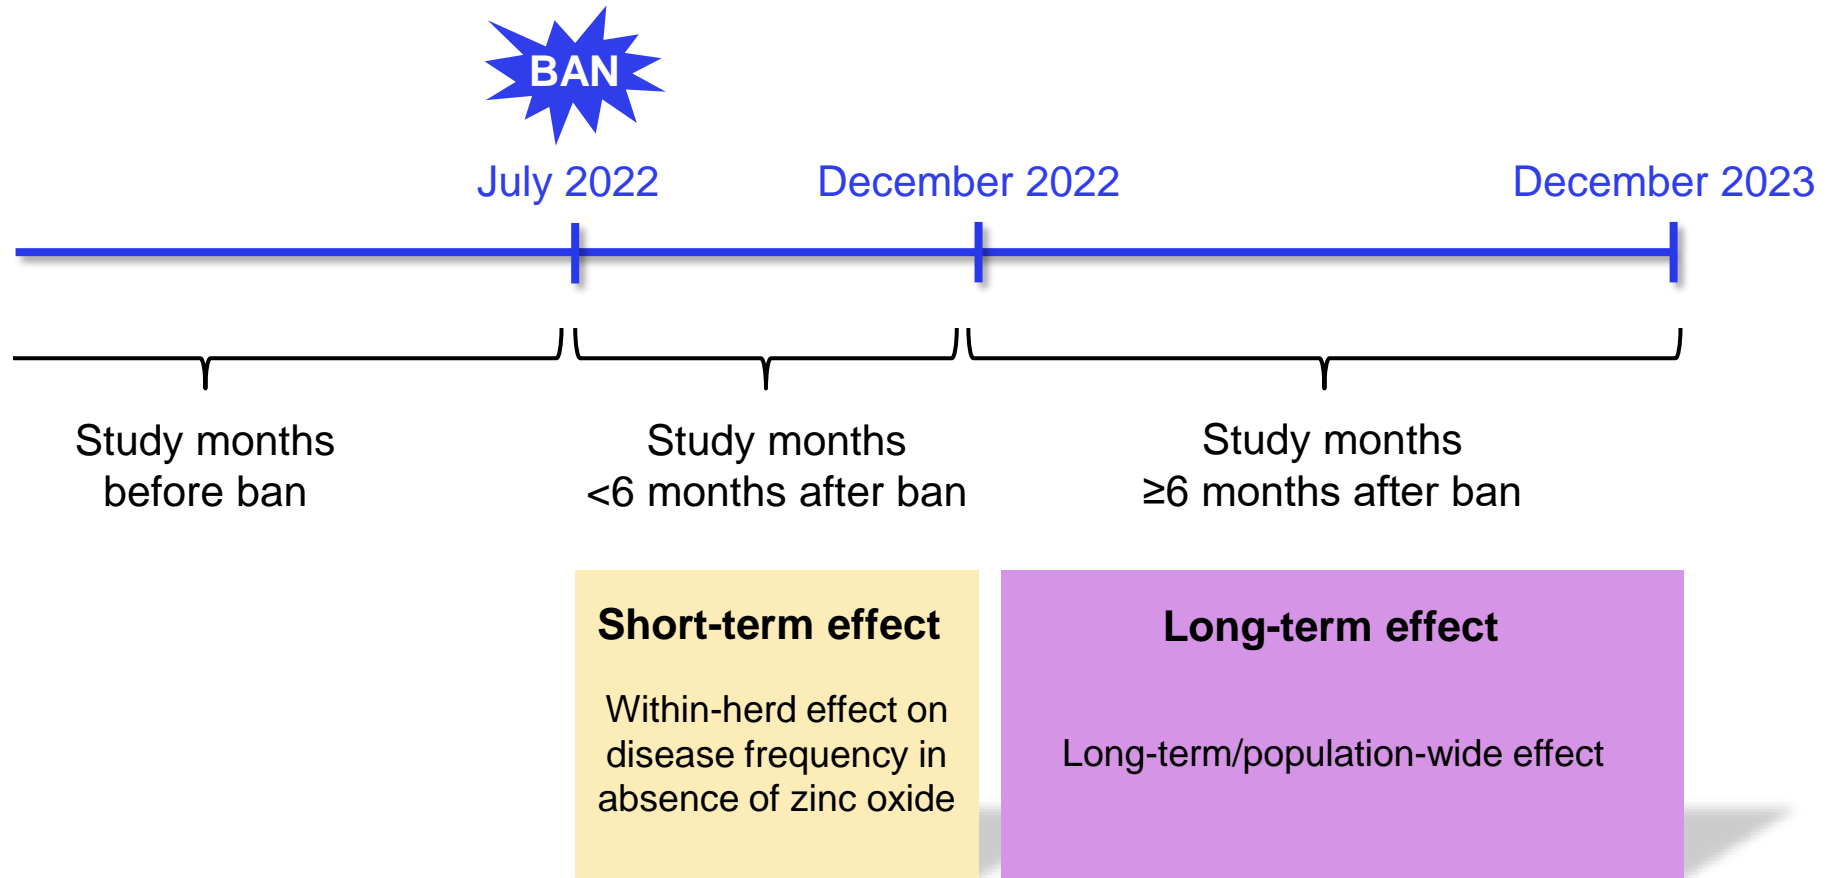 BAN
July 2022
December 2022
December 2023
Study months
before ban
Study months
<6 months after ban
Study months
≥6 months after ban
Short-term effect
Within-herd effect on
disease frequency in
absence of zinc oxide
Long-term effect
Long-term/population-wide effect